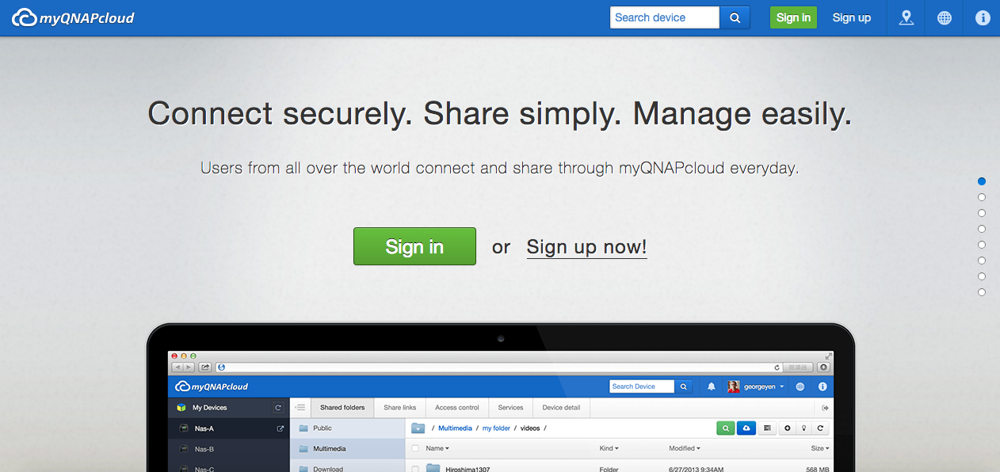 myQNAPcloud
Search device
Sign in
Sign up
Connect securely. Share simply. Manage easily.
Users from all over the world connect and share through myQNAPcloud everyday.
Sign in or Sign up now!
myQNAPcloud
Search Device
georgeyen
My Devices
Shared folders
Share links
Access control
Services
Device detail
Nas-A
Public
/ Multimedia / my folder / videos /
Nas-B
Multimedia
Name
Kind
Modified
Size
Nas-C
Download
Hiroshima1307
Folder
6/27/2013 9:34AM
568 MB